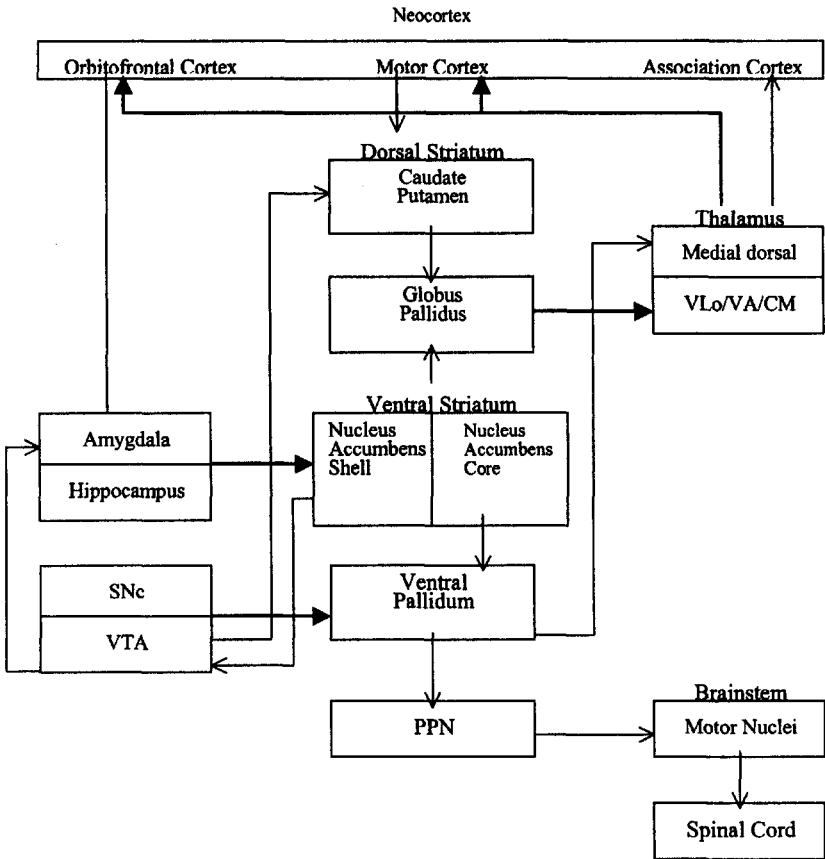 Neocortex
Orbitofrontal Cortex
Motor Cortex
Association Cortex
Dorsal Striatum
Caudate
Putamen
Thalamus
Medial dorsal
VLo/VA/CM
Globus
Pallidus
Ventral Striatum
Amygdala
Hippocampus
Nucleus
Accumbens
Shell
Nucleus
Accumbens
Core
SNc
VTA
Ventral
Pallidum
PPN
Brainstem
Motor Nuclei
Spinal Cord